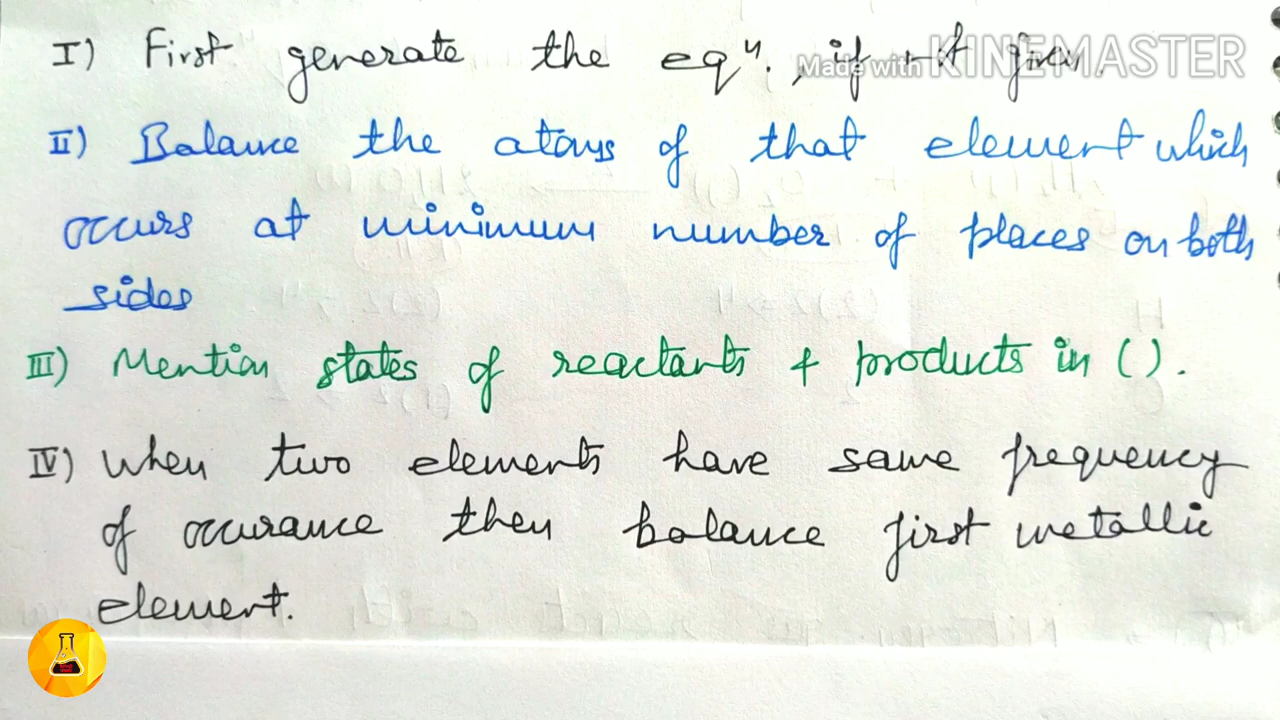 I) First generate the eqⁿ. , if not given.
Made with KINEMASTER
II) Balance the atoms of that element which
occurs at minimum number of places on both
sides
III) Mention states of reactants & products in ( ).
IV) When two elements have same frequency
of occurance then balance first metallic
element.